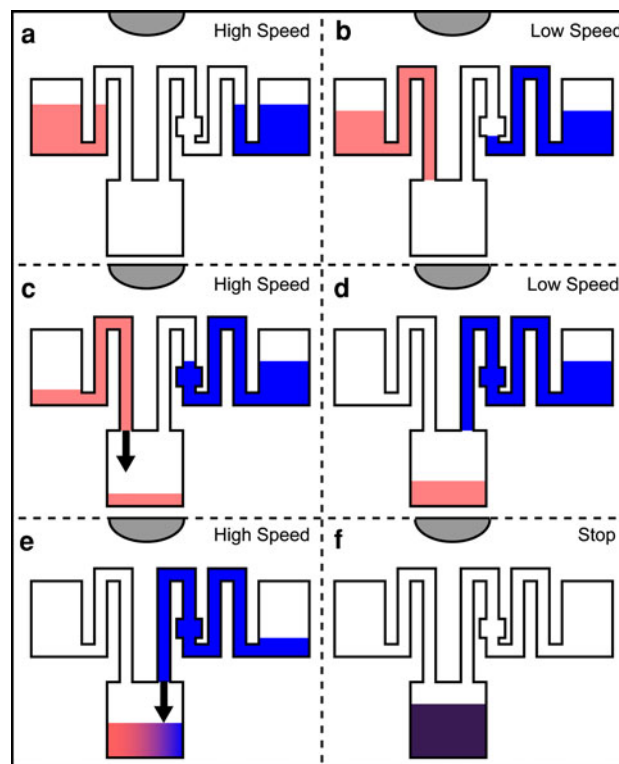 a High Speed
b Low Speed
c High Speed
d Low Speed
e High Speed
f Stop